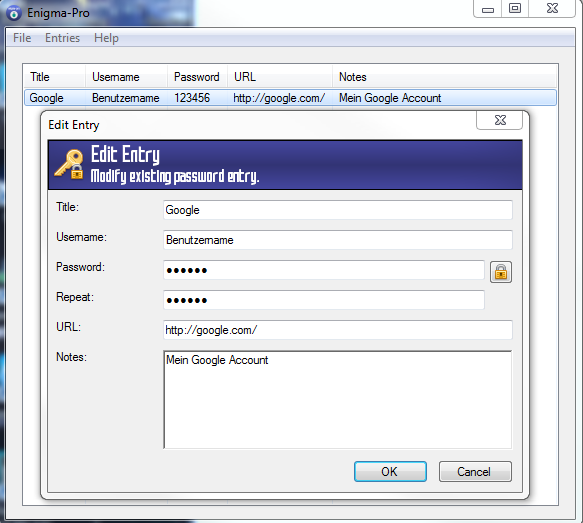 Enigma-Pro
File Entries Help
Title Username Password URL Notes
Google Benutzername 123456 http://google.com/ Mein Google Account
Edit Entry
Edit Entry
Modify existing password entry.
Title: Google
Username: Benutzername
Password: ●●●●●●
Repeat: ●●●●●●
URL: http://google.com/
Notes: Mein Google Account
OK Cancel